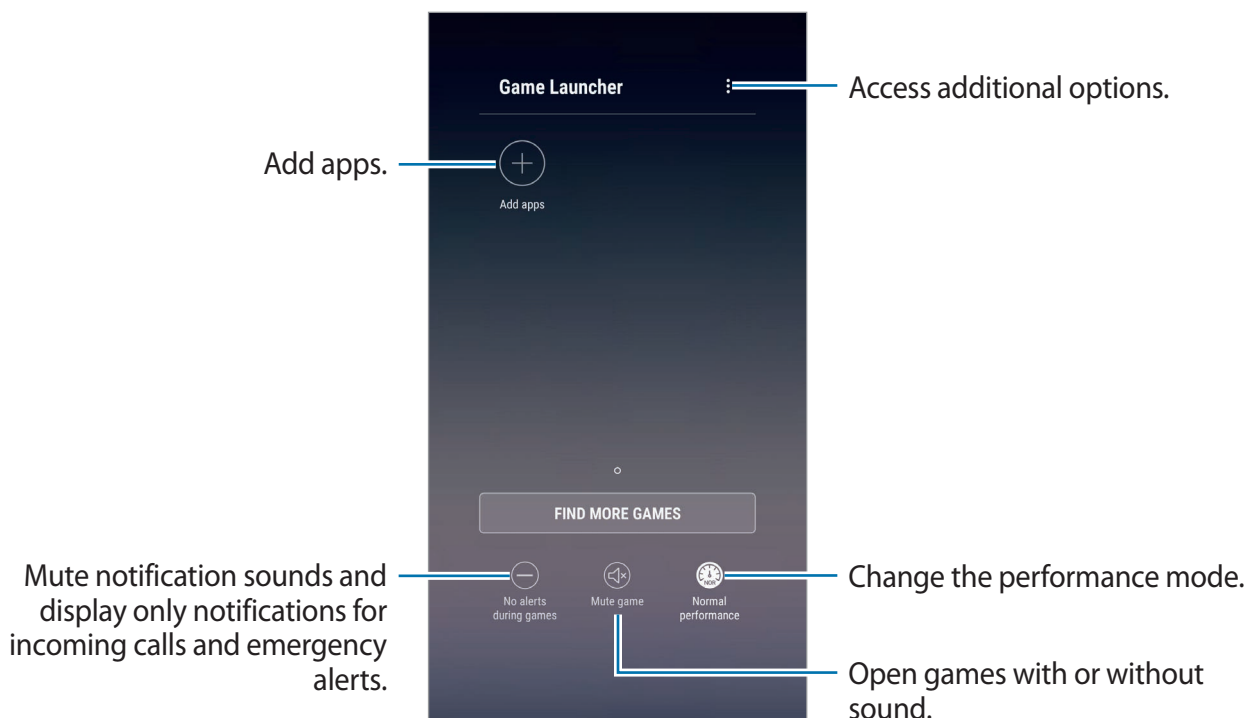 Game Launcher
Access additional options.
Add apps.
Add apps
FIND MORE GAMES
Mute notification sounds and
display only notifications for
incoming calls and emergency
alerts.
No alerts
during games
Mute game
NOR
Normal
performance
Change the performance mode.
Open games with or without
sound.